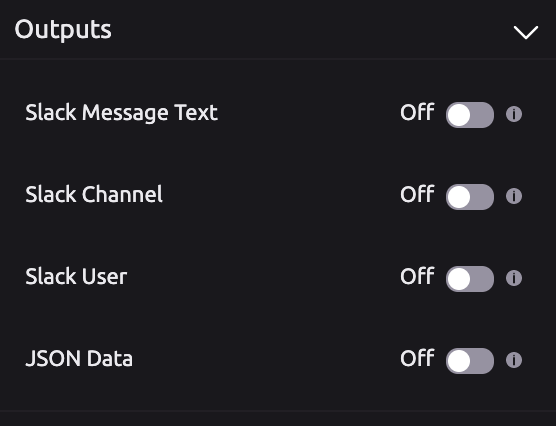 Outputs
Slack Message Text Off
Slack Channel Off
Slack User Off
JSON Data Off